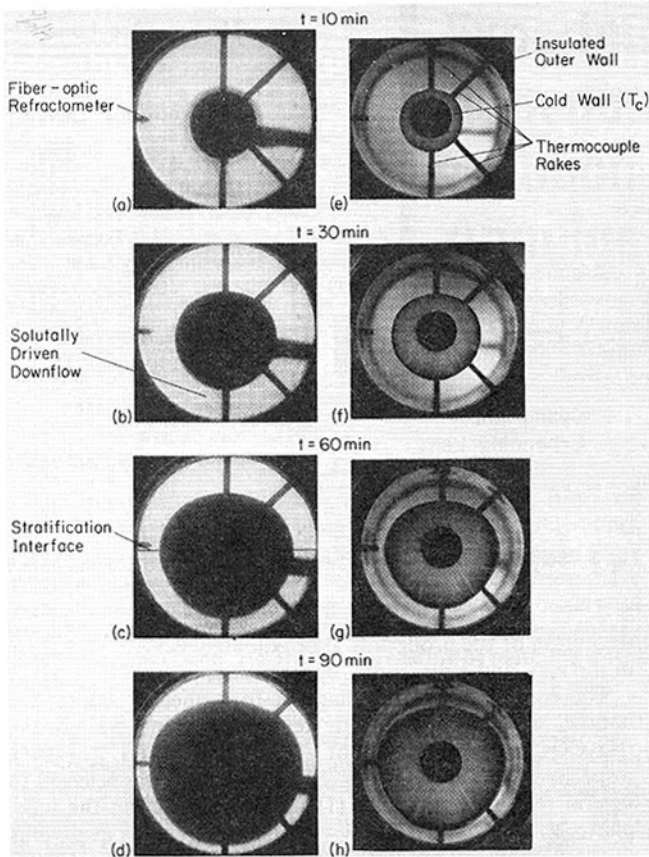 t = 10 min
Fiber-optic
Refractometer
Insulated
Outer Wall
Cold Wall (Tc)
Thermocouple
Rakes
(a)
(e)
t = 30 min
Solutally
Driven
Downflow
(b)
(f)
t = 60 min
Stratification
Interface
(c)
(g)
t = 90 min
(d)
(h)